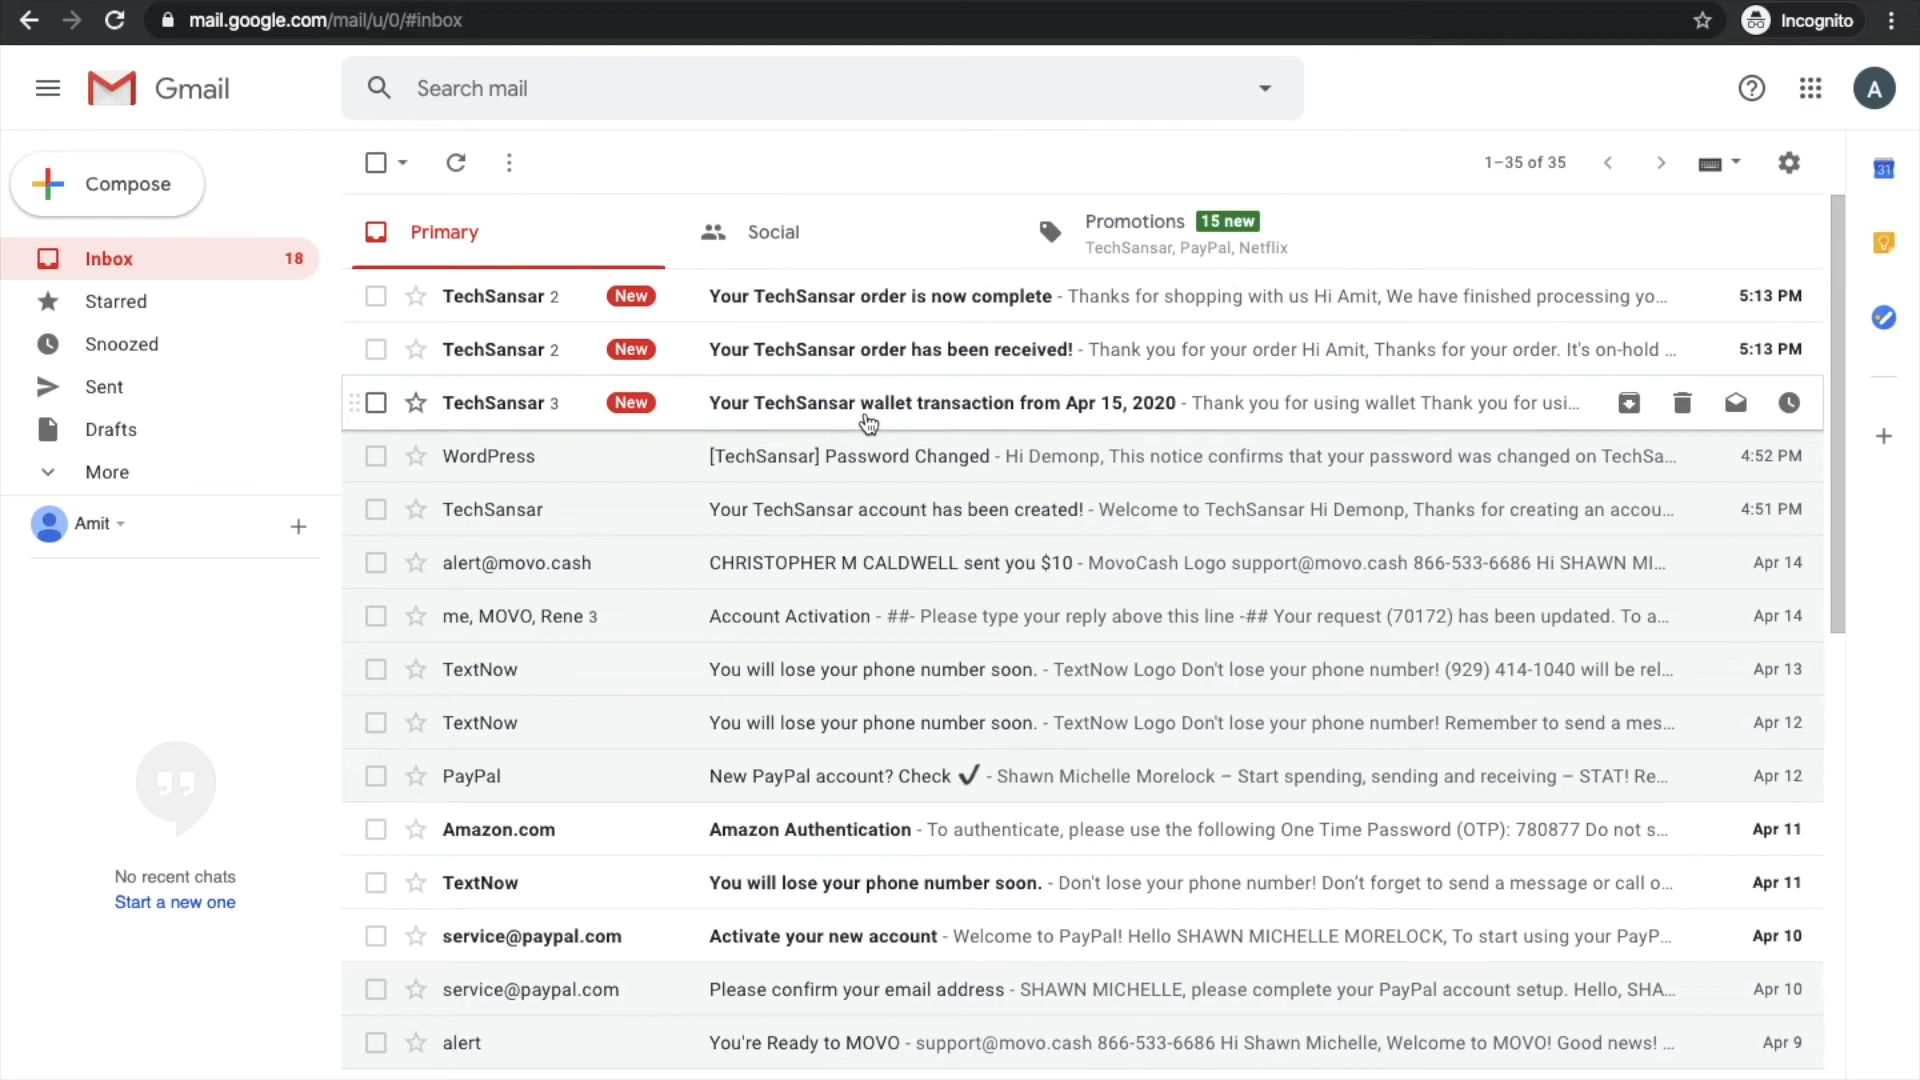 mail.google.com/mail/u/0/#inbox Incognito
Gmail Search mail A
Compose 1–35 of 35
Primary Social Promotions 15 new
TechSansar, PayPal, Netflix
Inbox 18
Starred
Snoozed
Sent
Drafts
More
Amit
No recent chats
Start a new one
TechSansar 2 New Your TechSansar order is now complete - Thanks for shopping with us Hi Amit, We have finished processing yo... 5:13 PM
TechSansar 2 New Your TechSansar order has been received! - Thank you for your order Hi Amit, Thanks for your order. It's on-hold ... 5:13 PM
TechSansar 3 New Your TechSansar wallet transaction from Apr 15, 2020 - Thank you for using wallet Thank you for usi...
WordPress [TechSansar] Password Changed - Hi Demonp, This notice confirms that your password was changed on TechSa... 4:52 PM
TechSansar Your TechSansar account has been created! - Welcome to TechSansar Hi Demonp, Thanks for creating an accou... 4:51 PM
alert@movo.cash CHRISTOPHER M CALDWELL sent you $10 - MovoCash Logo support@movo.cash 866-533-6686 Hi SHAWN MI... Apr 14
me, MOVO, Rene 3 Account Activation - ##- Please type your reply above this line -## Your request (70172) has been updated. To a... Apr 14
TextNow You will lose your phone number soon. - TextNow Logo Don't lose your phone number! (929) 414-1040 will be rel... Apr 13
TextNow You will lose your phone number soon. - TextNow Logo Don't lose your phone number! Remember to send a mes... Apr 12
PayPal New PayPal account? Check ✔ - Shawn Michelle Morelock – Start spending, sending and receiving – STAT! Re... Apr 12
Amazon.com Amazon Authentication - To authenticate, please use the following One Time Password (OTP): 780877 Do not s... Apr 11
TextNow You will lose your phone number soon. - Don't lose your phone number! Don’t forget to send a message or call o... Apr 11
service@paypal.com Activate your new account - Welcome to PayPal! Hello SHAWN MICHELLE MORELOCK, To start using your PayP... Apr 10
service@paypal.com Please confirm your email address - SHAWN MICHELLE, please complete your PayPal account setup. Hello, SHA... Apr 10
alert You're Ready to MOVO - support@movo.cash 866-533-6686 Hi Shawn Michelle, Welcome to MOVO! Good news! ... Apr 9
31